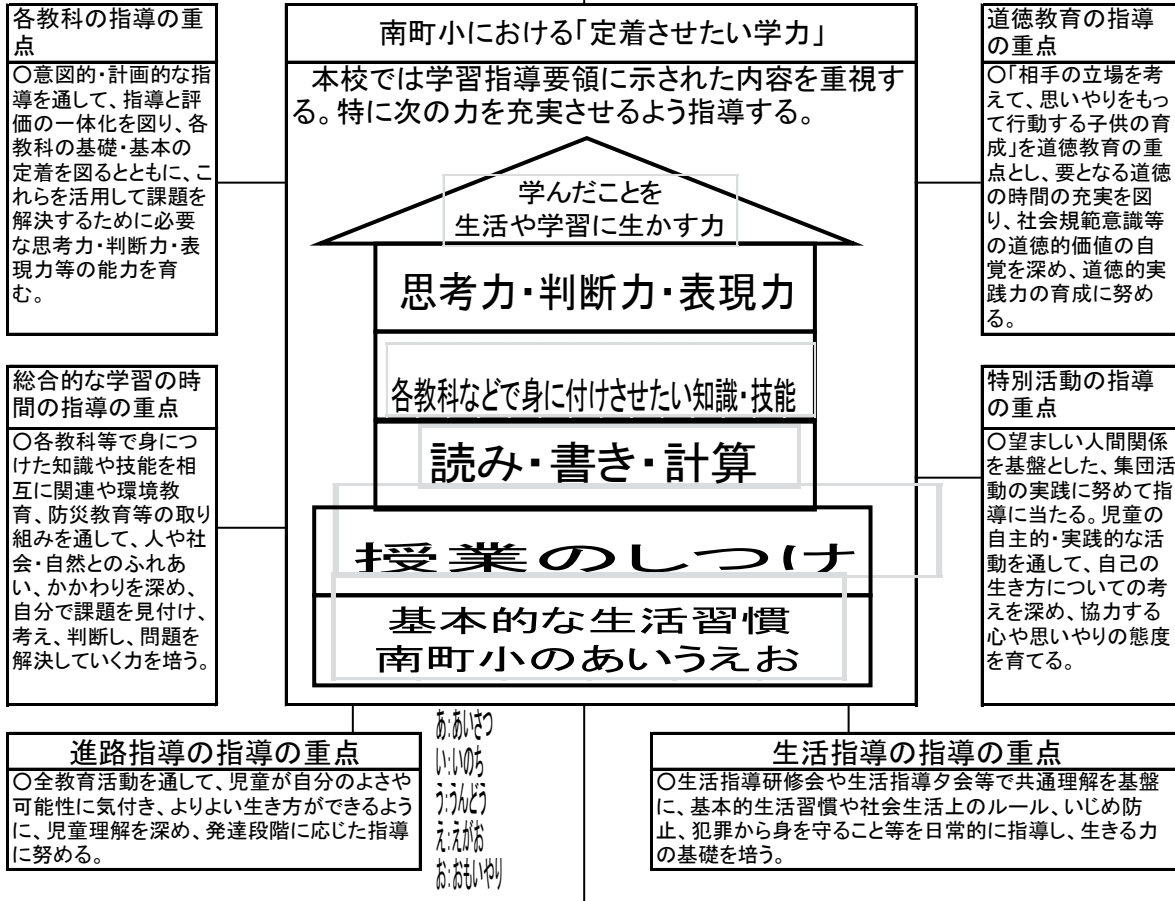 各教科の指導の重
点
○意図的・計画的な指
導を通して、指導と評
価の一体化を図り、各
教科の基礎・基本の
定着を図るとともに、こ
れらを活用して課題を
解決するために必要
な思考力・判断力・表
現力等の能力を育
む。
総合的な学習の時
間の指導の重点
○各教科等で身につ
けた知識や技能を相
互に関連や環境教
育、防災教育等の取り
組みを通して、人や社
会・自然とのふれあ
い、かかわりを深め、
自分で課題を見付け、
考え、判断し、問題を
解決していく力を培う。
南町小における「定着させたい学力」
本校では学習指導要領に示された内容を重視す
る。特に次の力を充実させるよう指導する。
学んだことを
生活や学習に生かす力
思考力・判断力・表現力
各教科などで身に付けさせたい知識・技能
読み・書き・計算
授業のしつけ
基本的な生活習慣
南町小のあいうえお
道徳教育の指導
の重点
○「相手の立場を考
えて、思いやりをもっ
て行動する子供の育
成」を道徳教育の重
点とし、要となる道徳
の時間の充実を図
り、社会規範意識等
の道徳的価値の自
覚を深め、道徳的実
践力の育成に努め
る。
特別活動の指導
の重点
○望ましい人間関係
を基盤とした、集団活
動の実践に努めて指
導に当たる。児童の
自主的・実践的な活
動を通して、自己の
生き方についての考
えを深め、協力する
心や思いやりの態度
を育てる。
進路指導の指導の重点
○全教育活動を通して、児童が自分のよさや
可能性に気付き、よりよい生き方ができるよう
に、児童理解を深め、発達段階に応じた指導
に努める。
あ:あいさつ
い:いのち
う:うんどう
え:えがお
お:おもいやり
生活指導の指導の重点
○生活指導研修会や生活指導夕会等で共通理解を基盤
に、基本的生活習慣や社会生活上のルール、いじめ防
止、犯罪から身を守ること等を日常的に指導し、生きる力
の基礎を培う。